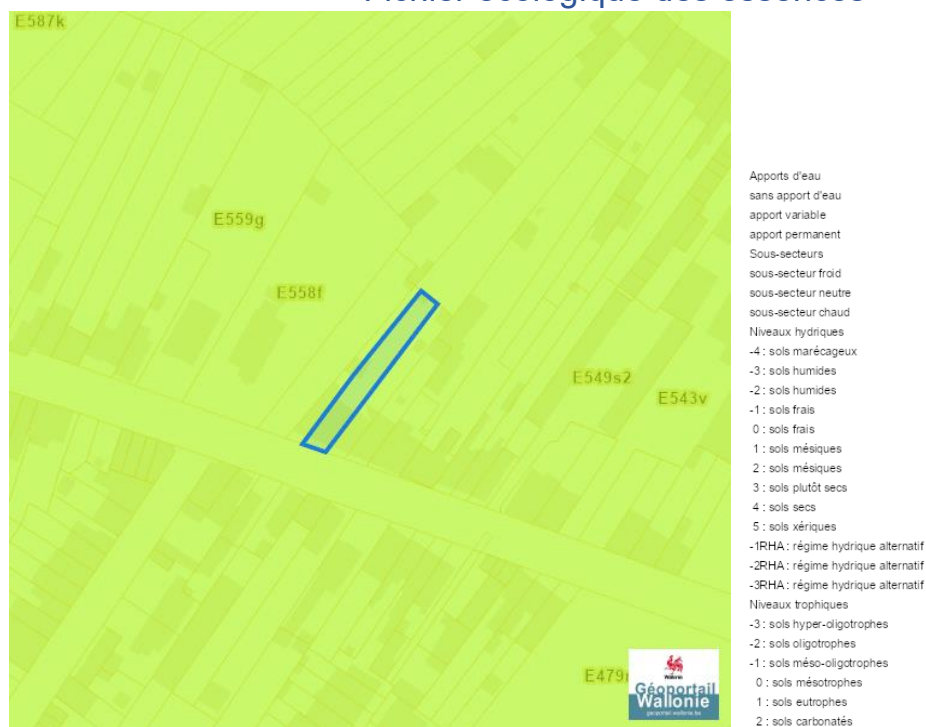 Fichier écologique des essences
E587k
E559g
E558f
E549s2
E543v
E479
Wallonie
Géoportail
Wallonie
geoportail.wallonie.be
Apports d'eau
sans apport d'eau
apport variable
apport permanent
Sous-secteurs
sous-secteur froid
sous-secteur neutre
sous-secteur chaud
Niveaux hydriques
-4 : sols marécageux
-3 : sols humides
-2 : sols humides
-1 : sols frais
0 : sols frais
1 : sols mésiques
2 : sols mésiques
3 : sols plutôt secs
4 : sols secs
5 : sols xériques
-1RHA : régime hydrique alternatif
-2RHA : régime hydrique alternatif
-3RHA : régime hydrique alternatif
Niveaux trophiques
-3 : sols hyper-oligotrophes
-2 : sols oligotrophes
-1 : sols méso-oligotrophes
0 : sols mésotrophes
1 : sols eutrophes
2 : sols carbonatés